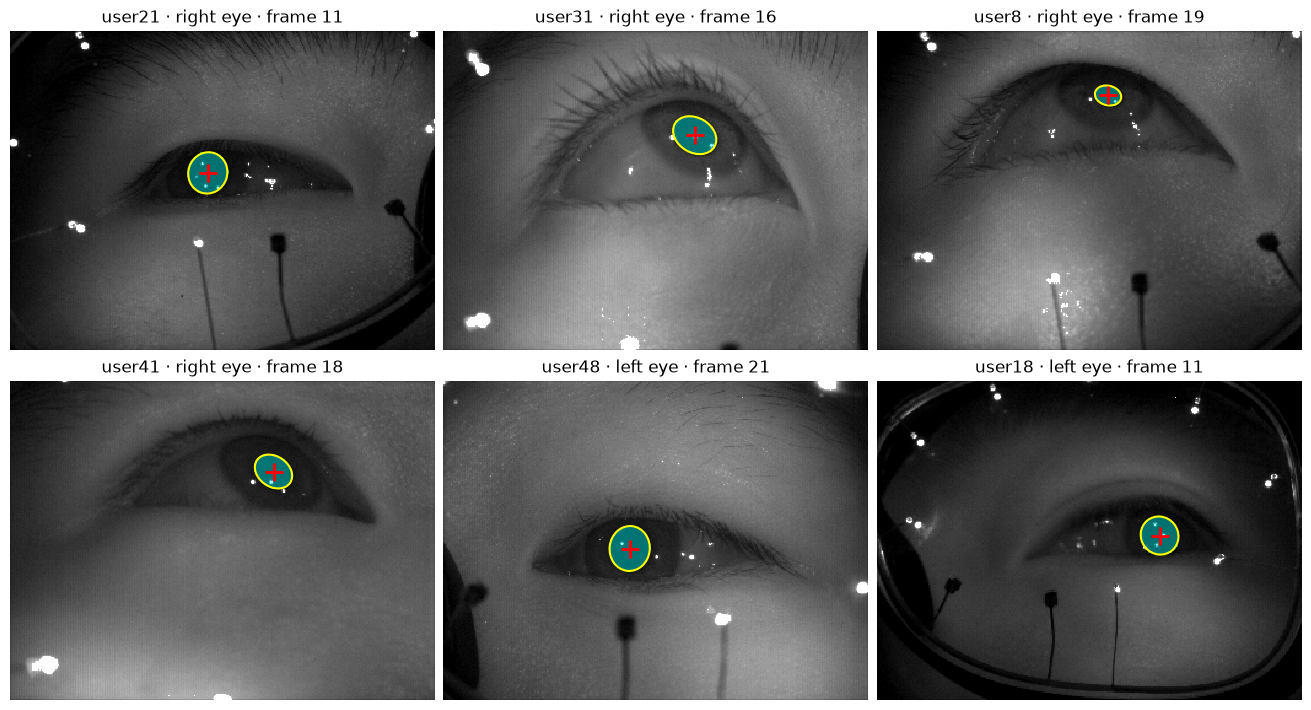 user21 · right eye · frame 11
user31 · right eye · frame 16
user8 · right eye · frame 19
user41 · right eye · frame 18
user48 · left eye · frame 21
user18 · left eye · frame 11